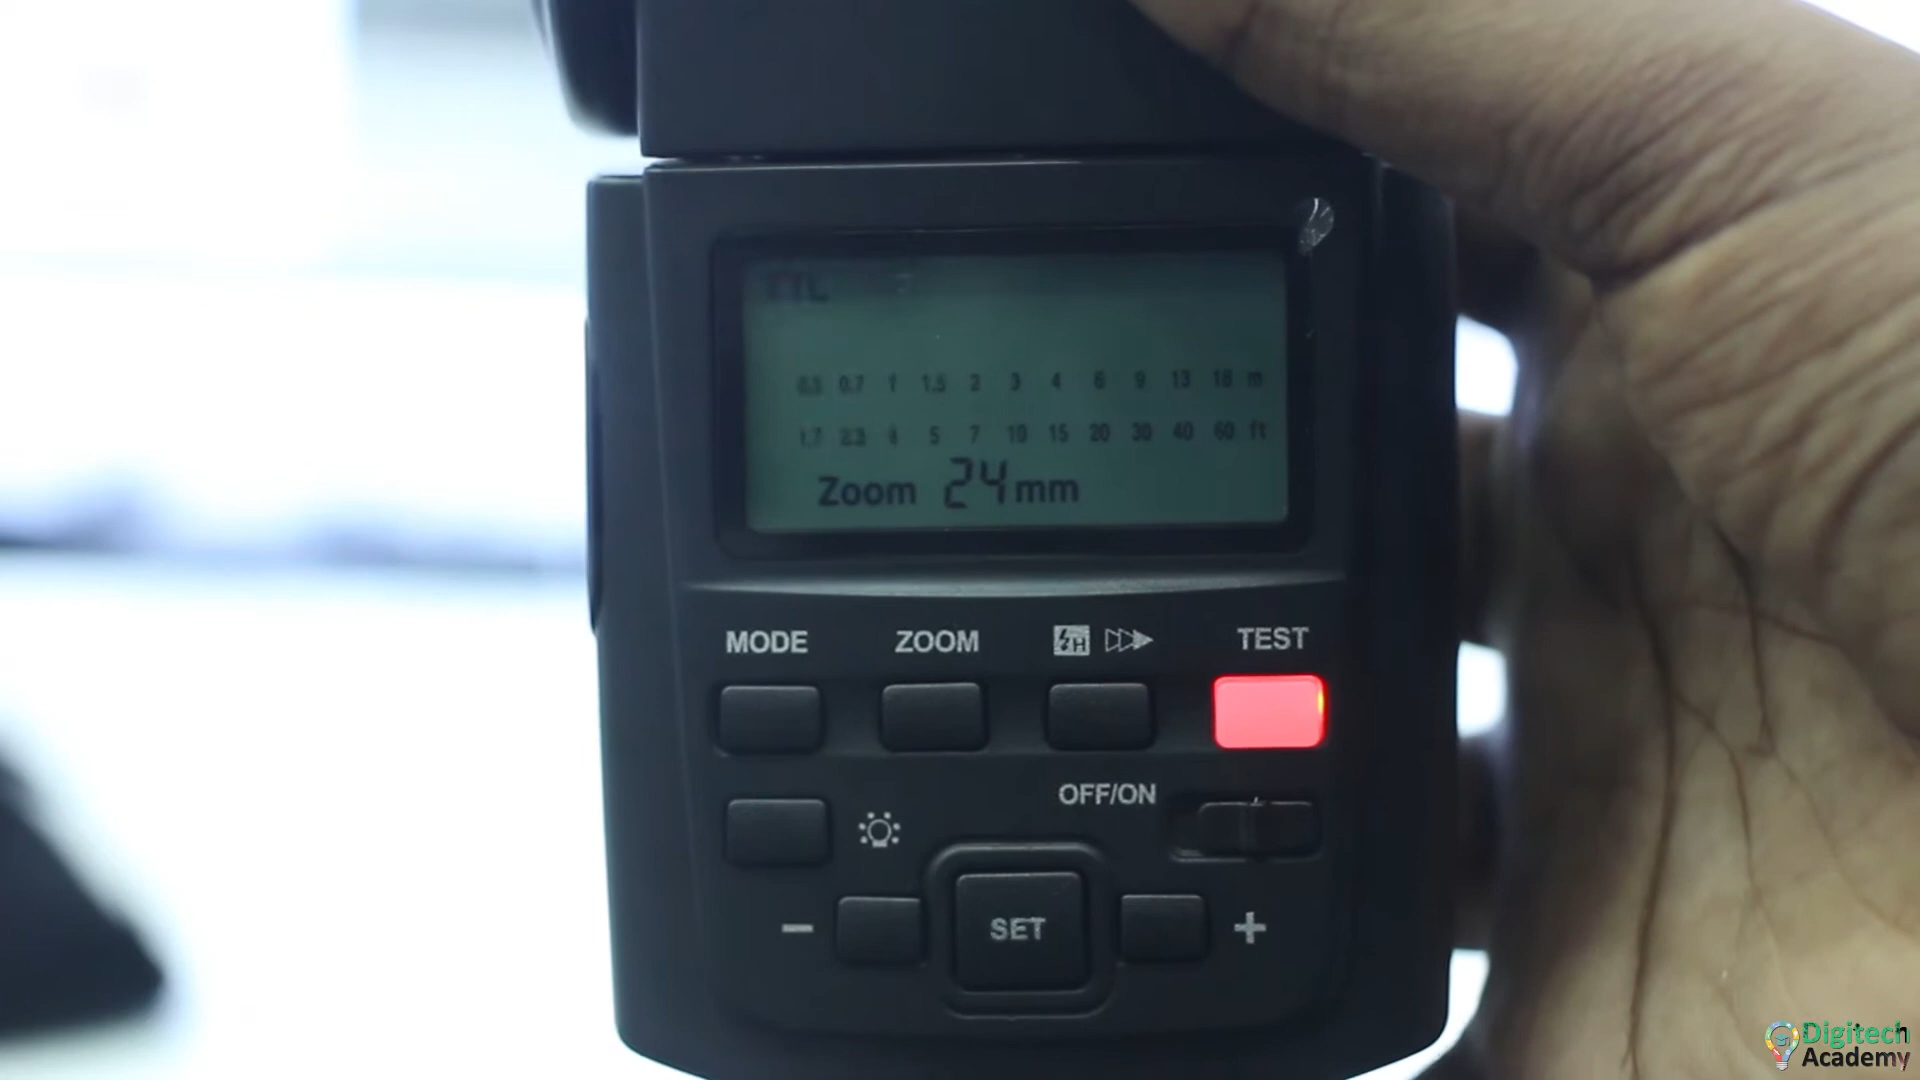 TTL
0.5 0.7 1 1.5 2 3 4 6 9 13 18 m
1.7 2.3 4 5 7 10 15 20 30 40 60 ft
Zoom 24mm
MODE ZOOM H TEST
OFF/ON
− SET +
Digitech
Academy